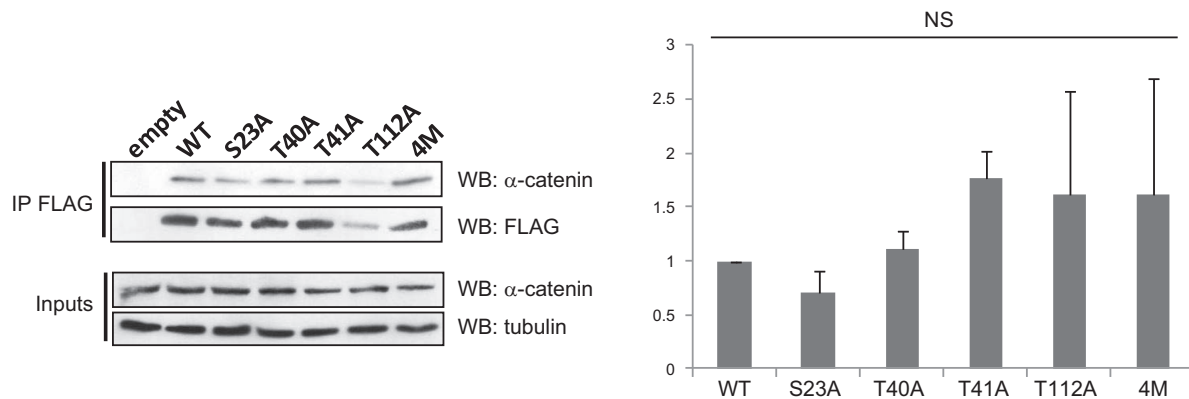 empty
WT
S23A
T40A
T41A
T112A
4M
IP FLAG
WB: α-catenin
WB: FLAG
Inputs
WB: α-catenin
WB: tubulin
NS
3
2.5
2
1.5
1
0.5
0
WT S23A T40A T41A T112A 4M